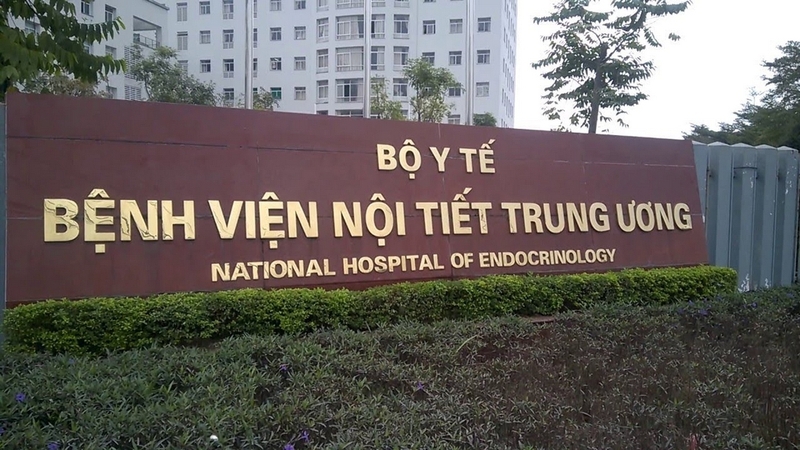 BỘ Y TẾ
BỆNH VIỆN NỘI TIẾT TRUNG ƯƠNG
NATIONAL HOSPITAL OF ENDOCRINOLOGY